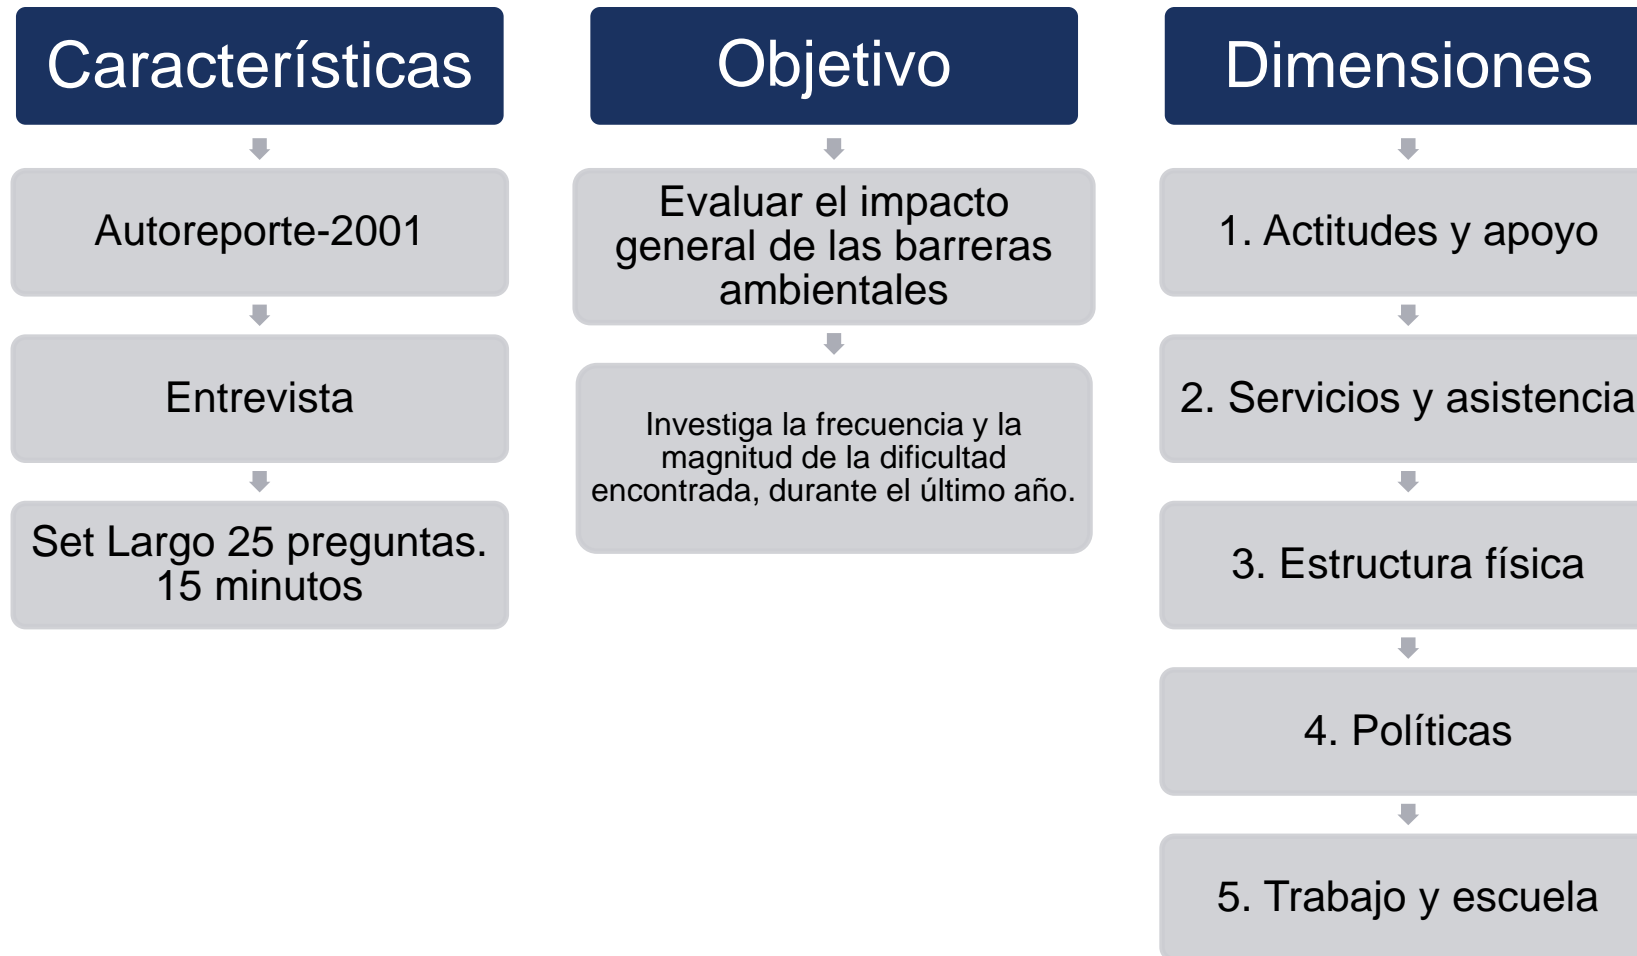 Características
Autoreporte-2001
Entrevista
Set Largo 25 preguntas.
15 minutos
Objetivo
Evaluar el impacto
general de las barreras
ambientales
Investiga la frecuencia y la
magnitud de la dificultad
encontrada, durante el último año.
Dimensiones
1. Actitudes y apoyo
2. Servicios y asistencia
3. Estructura física
4. Políticas
5. Trabajo y escuela